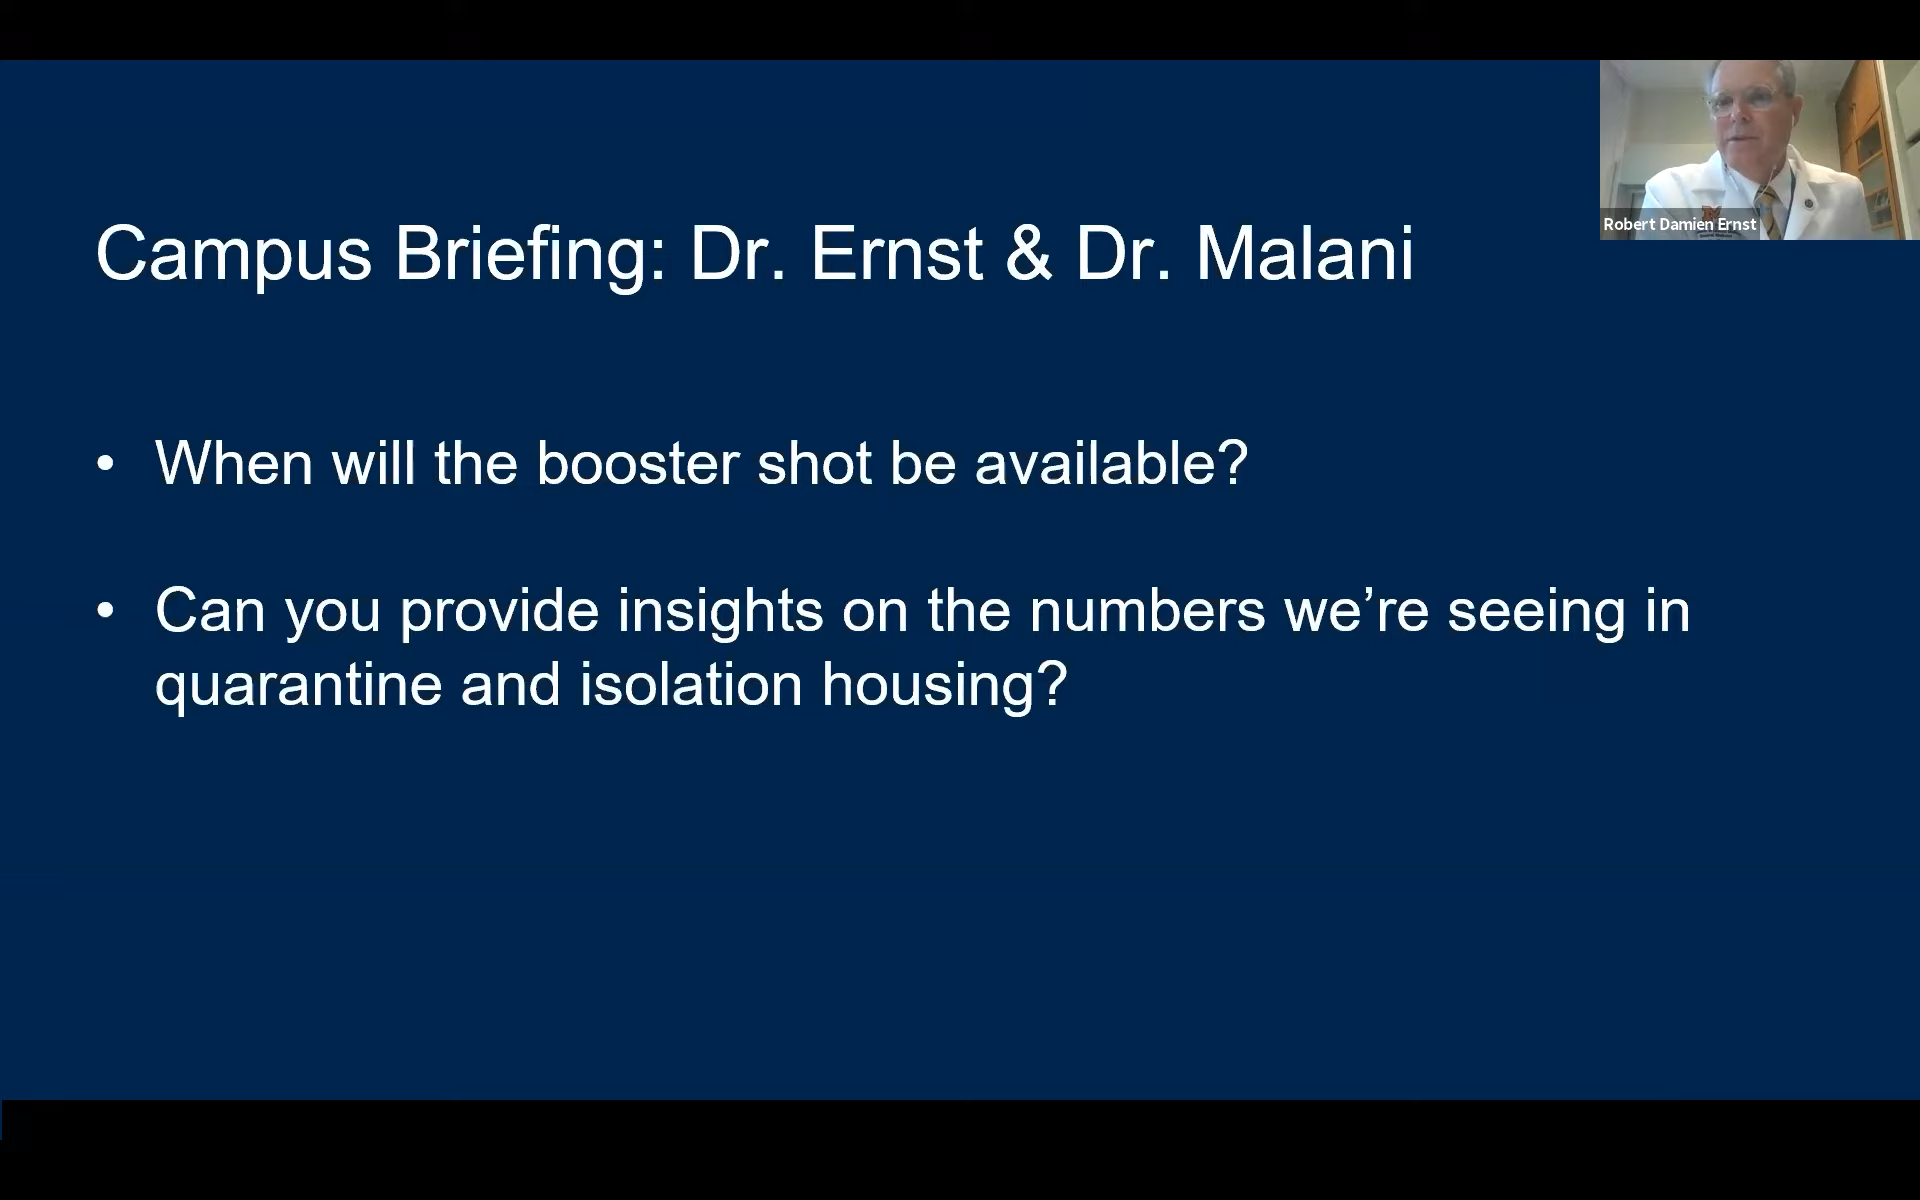 Campus Briefing: Dr. Ernst & Dr. Malani
Robert Damien Ernst
• When will the booster shot be available?
• Can you provide insights on the numbers we’re seeing in
quarantine and isolation housing?